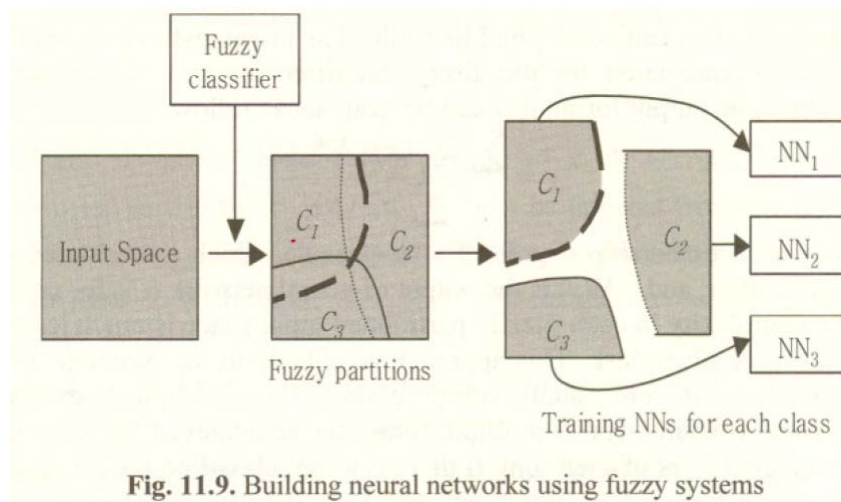 Fuzzy
classifier
Input Space
C1
C2
C3
Fuzzy partitions
C1
C2
C3
NN1
NN2
NN3
Training NNs for each class
Fig. 11.9. Building neural networks using fuzzy systems